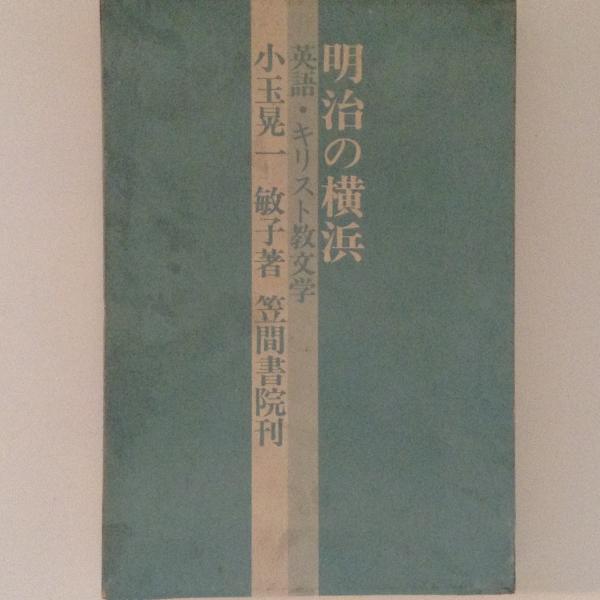 明治の横浜
英語・キリスト教文学
小玉晃一 敏子著 笠間書院刊